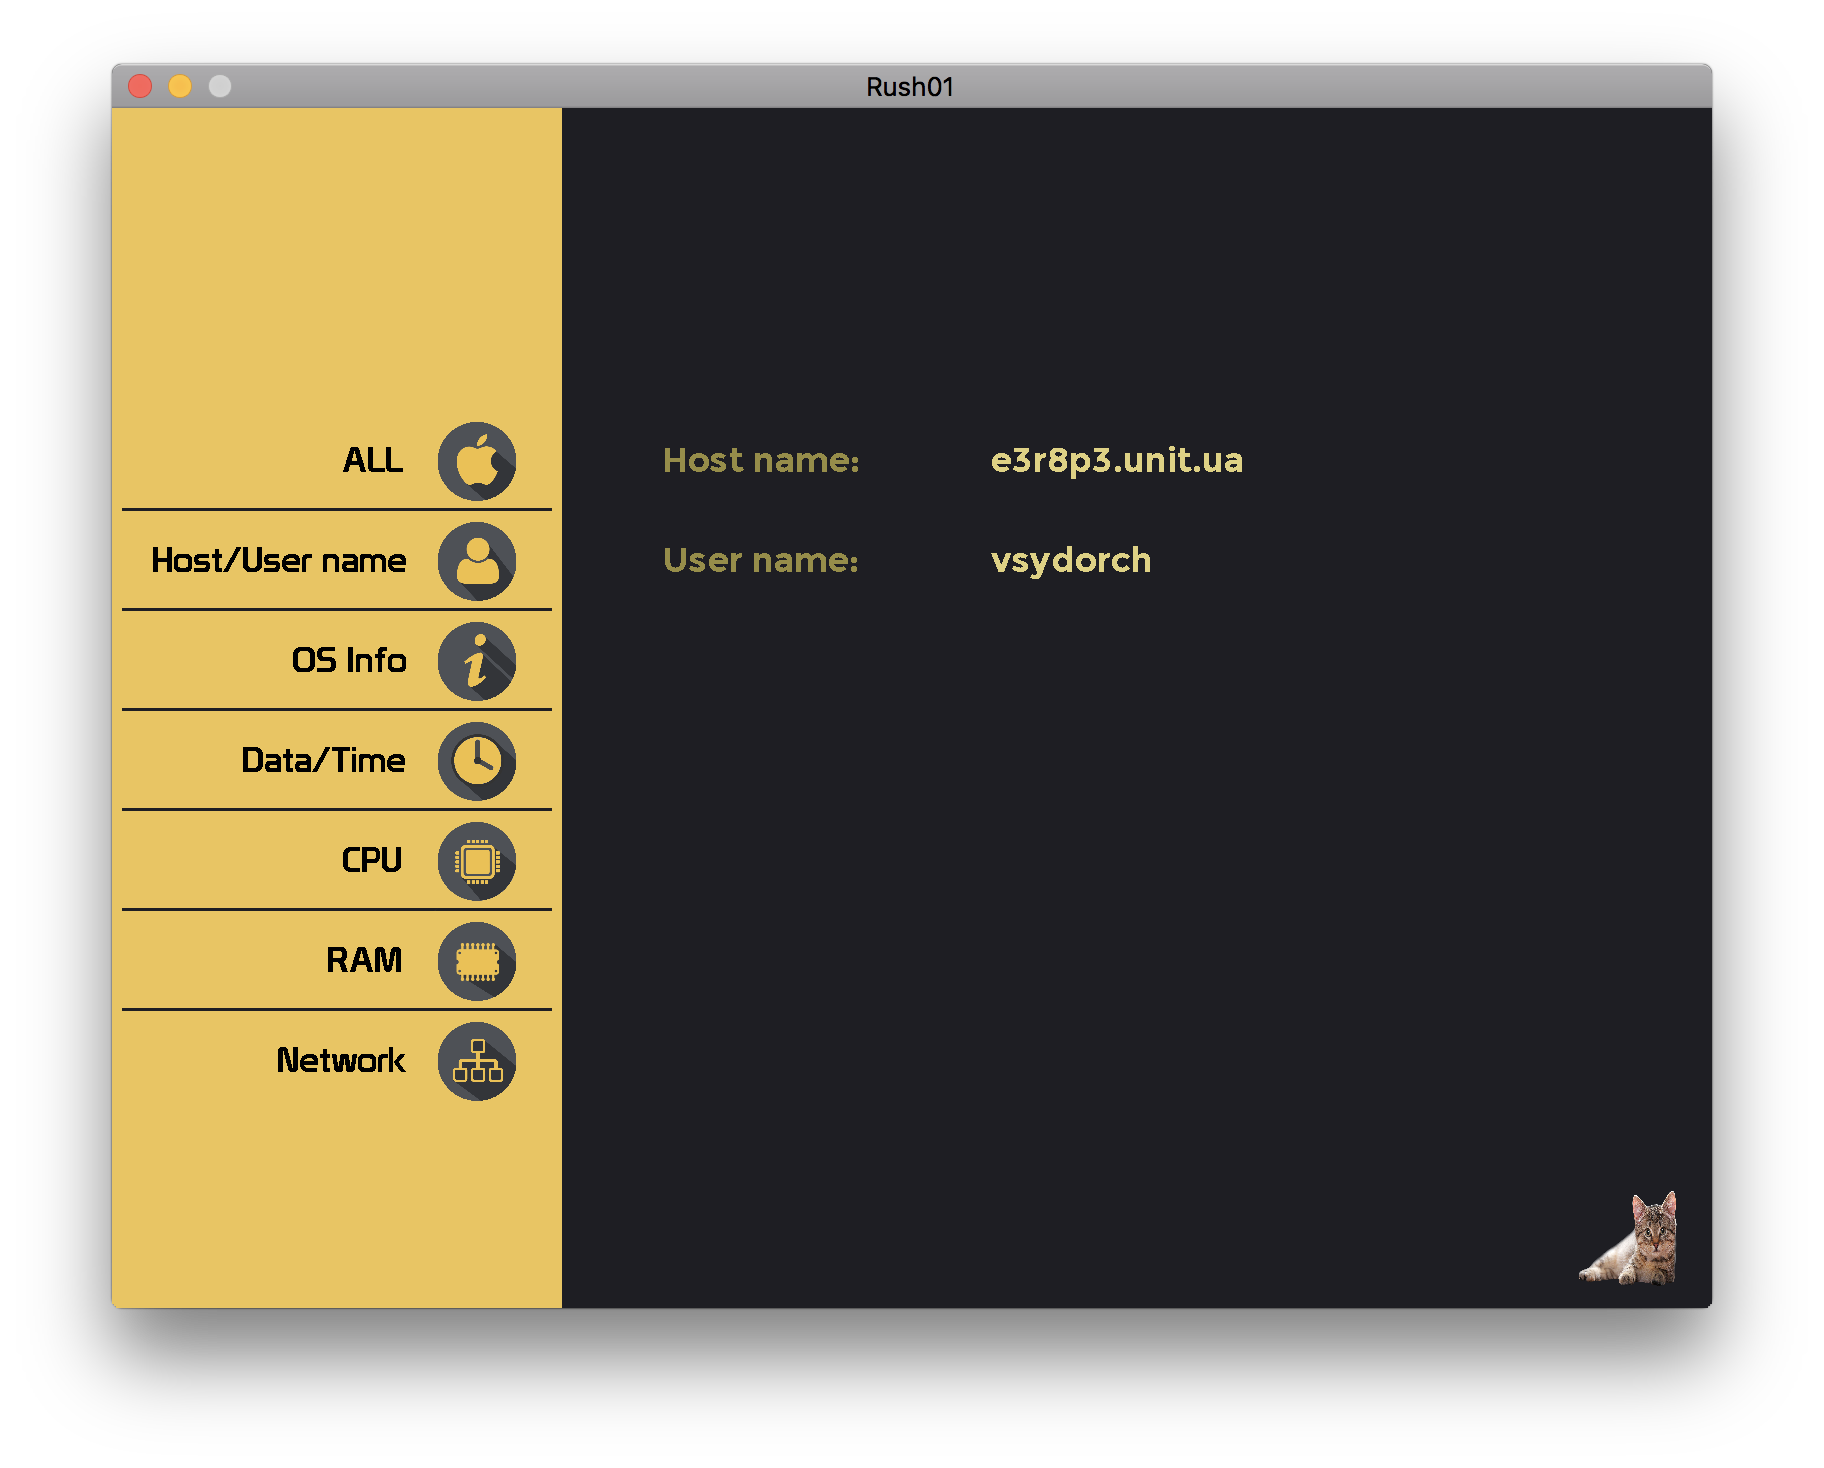 Rush01
ALL
Host/User name
OS Info
Data/Time
CPU
RAM
Network
Host name: e3r8p3.unit.ua
User name: vsydorch